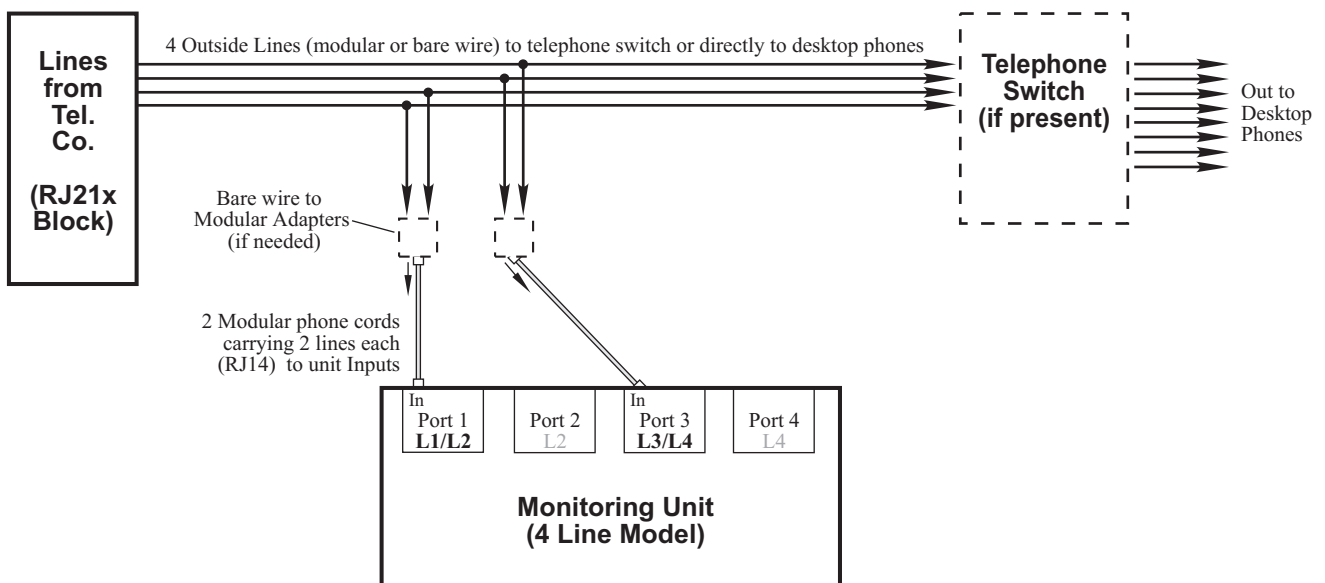 Lines
from
Tel.
Co.
(RJ21x
Block)
4 Outside Lines (modular or bare wire) to telephone switch or directly to desktop phones
Telephone
Switch
(if present)
Out to
Desktop
Phones
Bare wire to
Modular Adapters
(if needed)
2 Modular phone cords
carrying 2 lines each
(RJ14) to unit Inputs
In
Port 1
L1/L2
Port 2
L2
In
Port 3
L3/L4
Port 4
L4
Monitoring Unit
(4 Line Model)